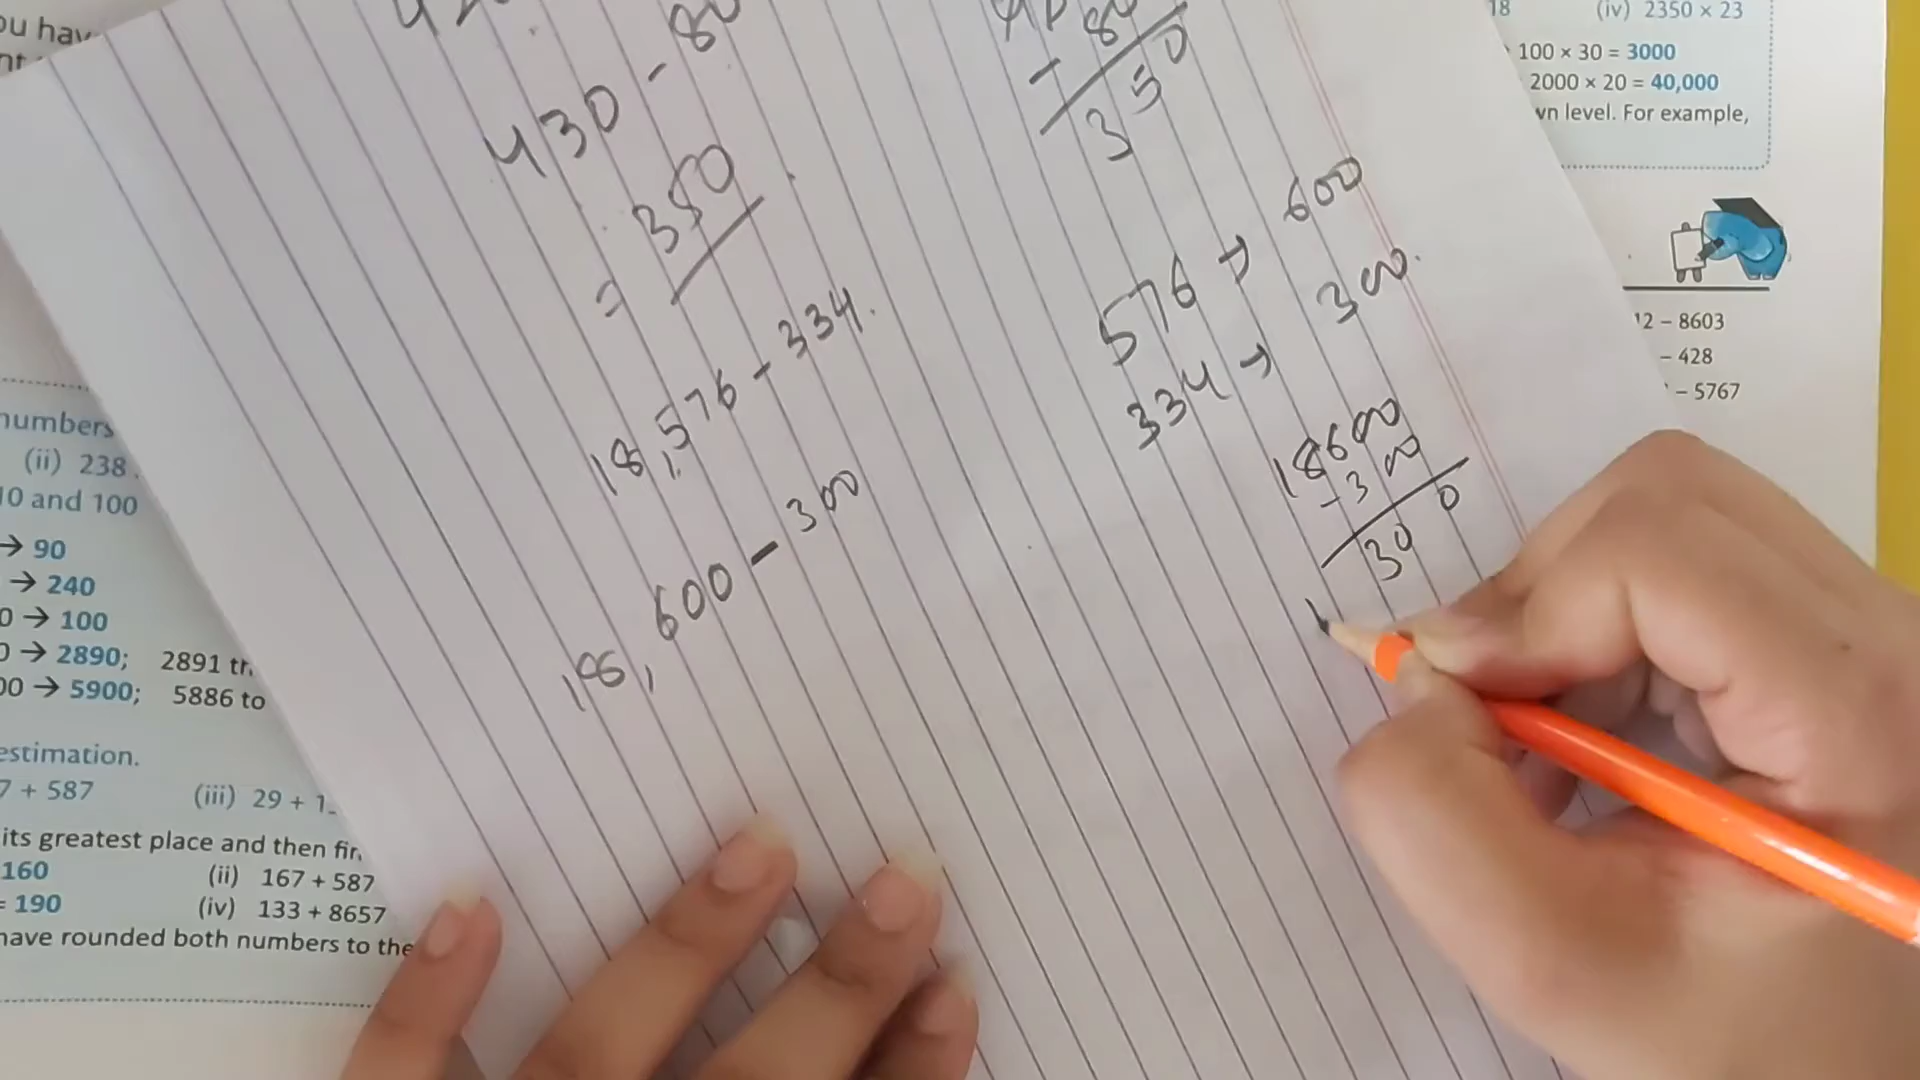 430 - 80
= 350
18,576 - 334.
18,600 - 300
- 80
350
576 → 600
334 → 300.
18600
- 300
300
1
numbers
(ii) 238
10 and 100
→ 90
→ 240
0 → 100
0 → 2890; 2891
00 → 5900; 5886 to
estimation.
7 + 587 (iii) 29 +
its greatest place and then
160 (ii) 167 + 587
= 190 (iv) 133 + 8657
have rounded both numbers to the
18 (iv) 2350 × 23
100 × 30 = 3000
2000 × 20 = 40,000
wn level. For example,
12 – 8603
– 428
– 5767